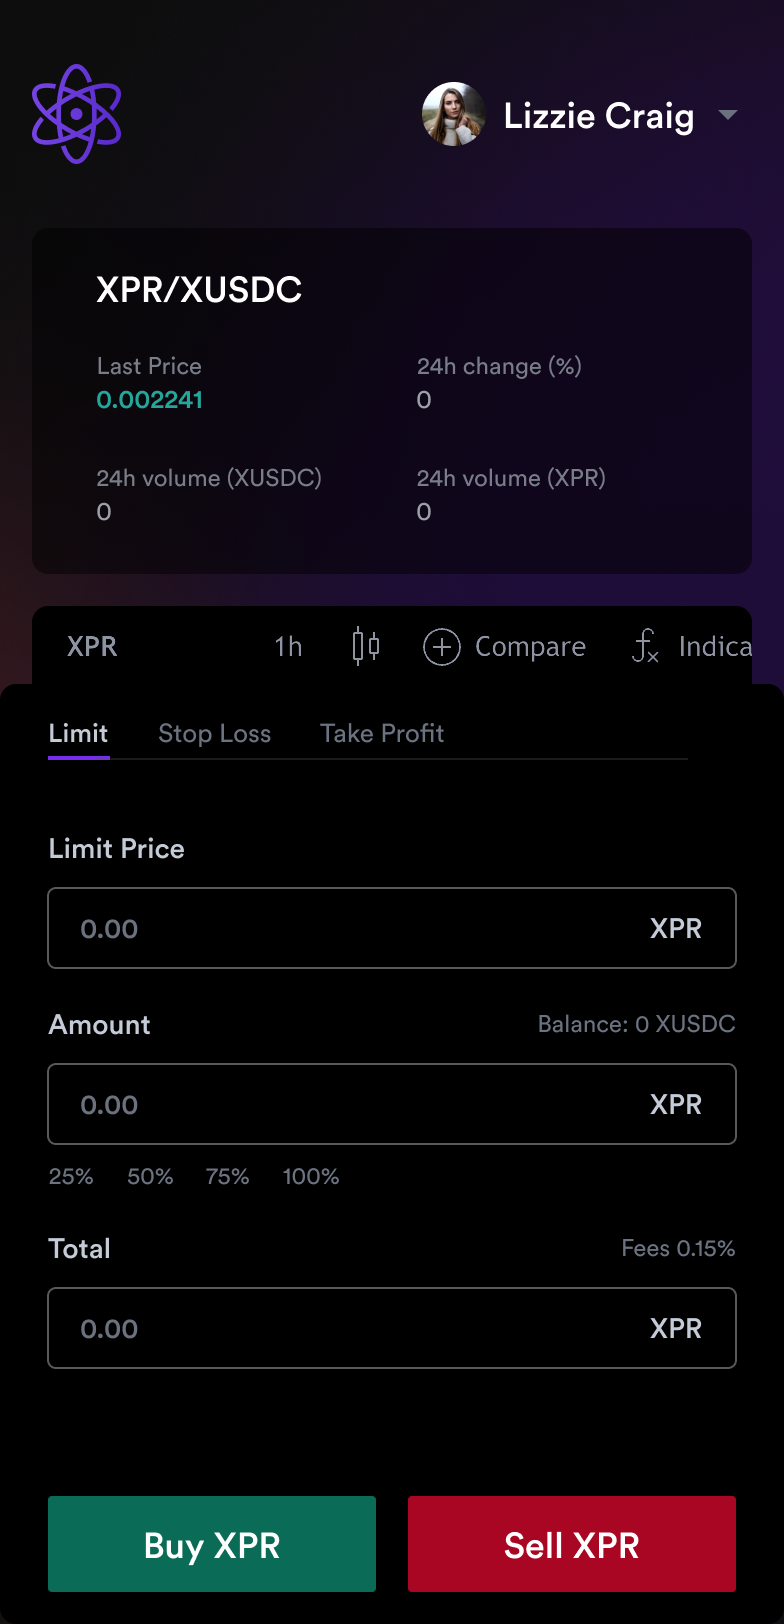 Lizzie Craig
XPR/XUSDC
Last Price
24h change (%)
0.002241
0
24h volume (XUSDC)
24h volume (XPR)
0
0
XPR
1h
Compare
fx
Indica
Limit
Stop Loss
Take Profit
Limit Price
0.00
XPR
Amount
Balance: 0 XUSDC
0.00
XPR
25%
50%
75%
100%
Total
Fees 0.15%
0.00
XPR
Buy XPR
Sell XPR